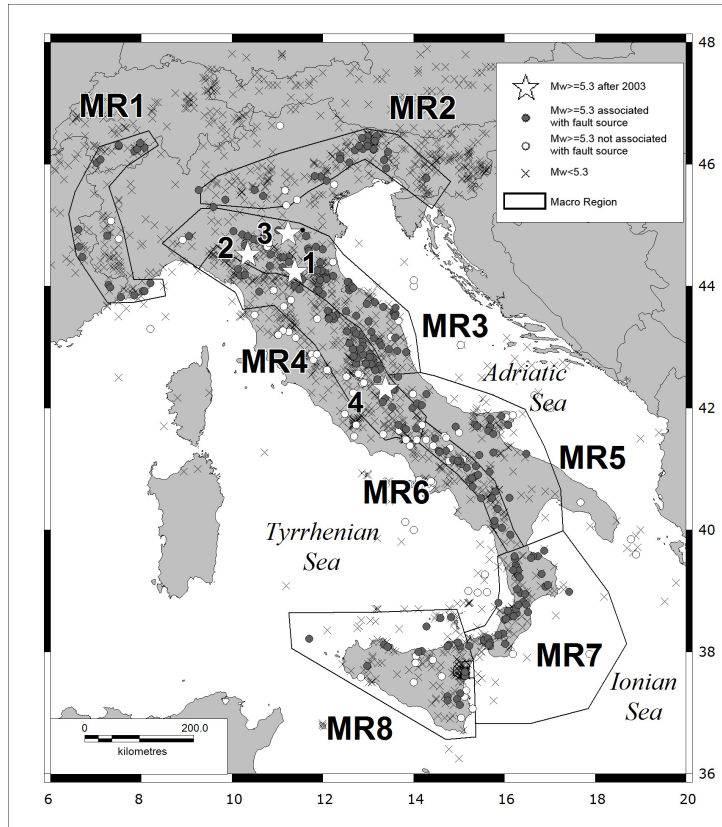 Mw>=5.3 after 2003
Mw>=5.3 associated
with fault source
Mw>=5.3 not associated
with fault source
Mw<5.3
Macro Region
MR1
MR2
3
2
1
MR3
MR4
Adriatic
Sea
4
MR5
MR6
Tyrrhenian
Sea
MR7
Ionian
Sea
MR8
0 200.0
kilometres
48
46
44
42
40
38
36
6 8 10 12 14 16 18 20